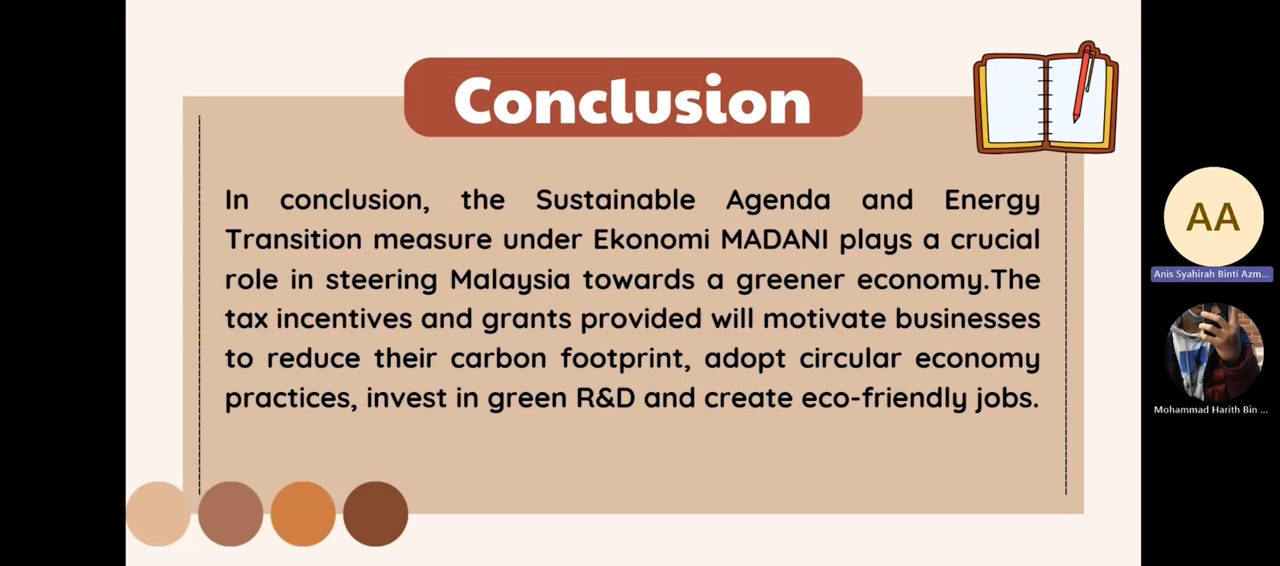 Conclusion
In conclusion, the Sustainable Agenda and Energy
Transition measure under Ekonomi MADANI plays a crucial
role in steering Malaysia towards a greener economy.The
tax incentives and grants provided will motivate businesses
to reduce their carbon footprint, adopt circular economy
practices, invest in green R&D and create eco-friendly jobs.
AA
Anis Syahirah Binti Azm...
Mohammad Harith Bin ...